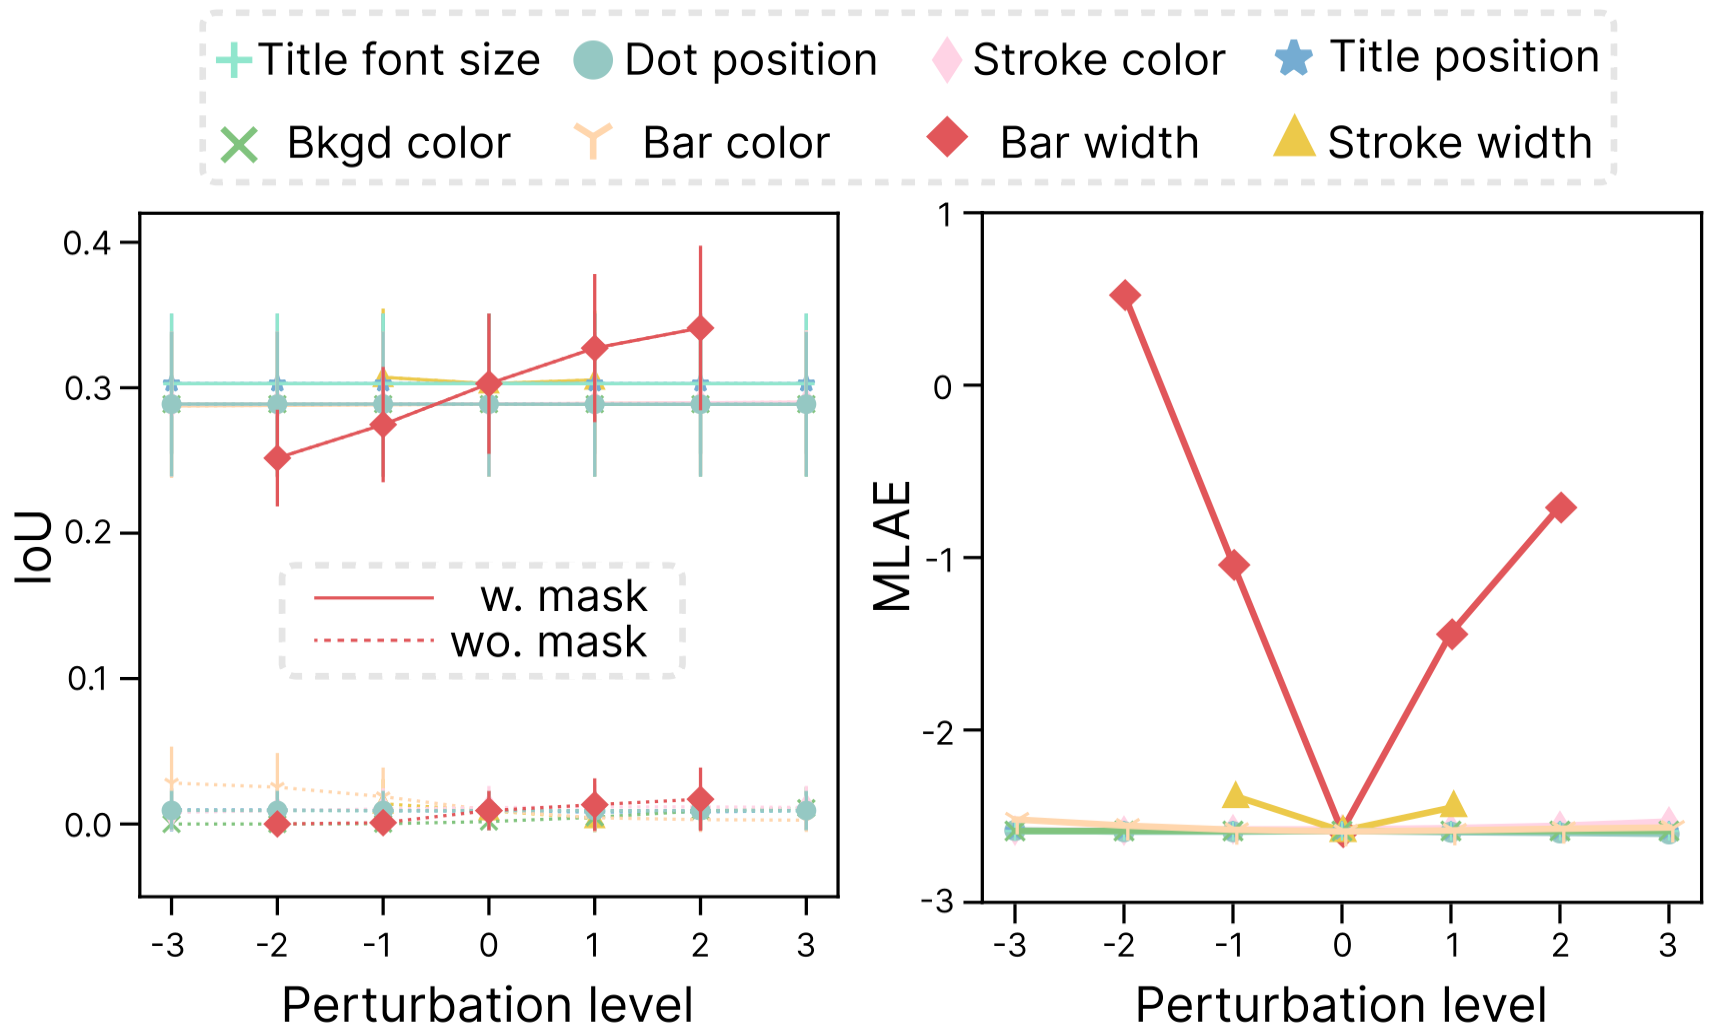 Title font size Dot position Stroke color Title position
Bkgd color Bar color Bar width Stroke width
IoU
0.4
0.3
0.2
0.1
0.0
w. mask
wo. mask
-3 -2 -1 0 1 2 3
Perturbation level
MLAE
1
0
-1
-2
-3
-3 -2 -1 0 1 2 3
Perturbation level